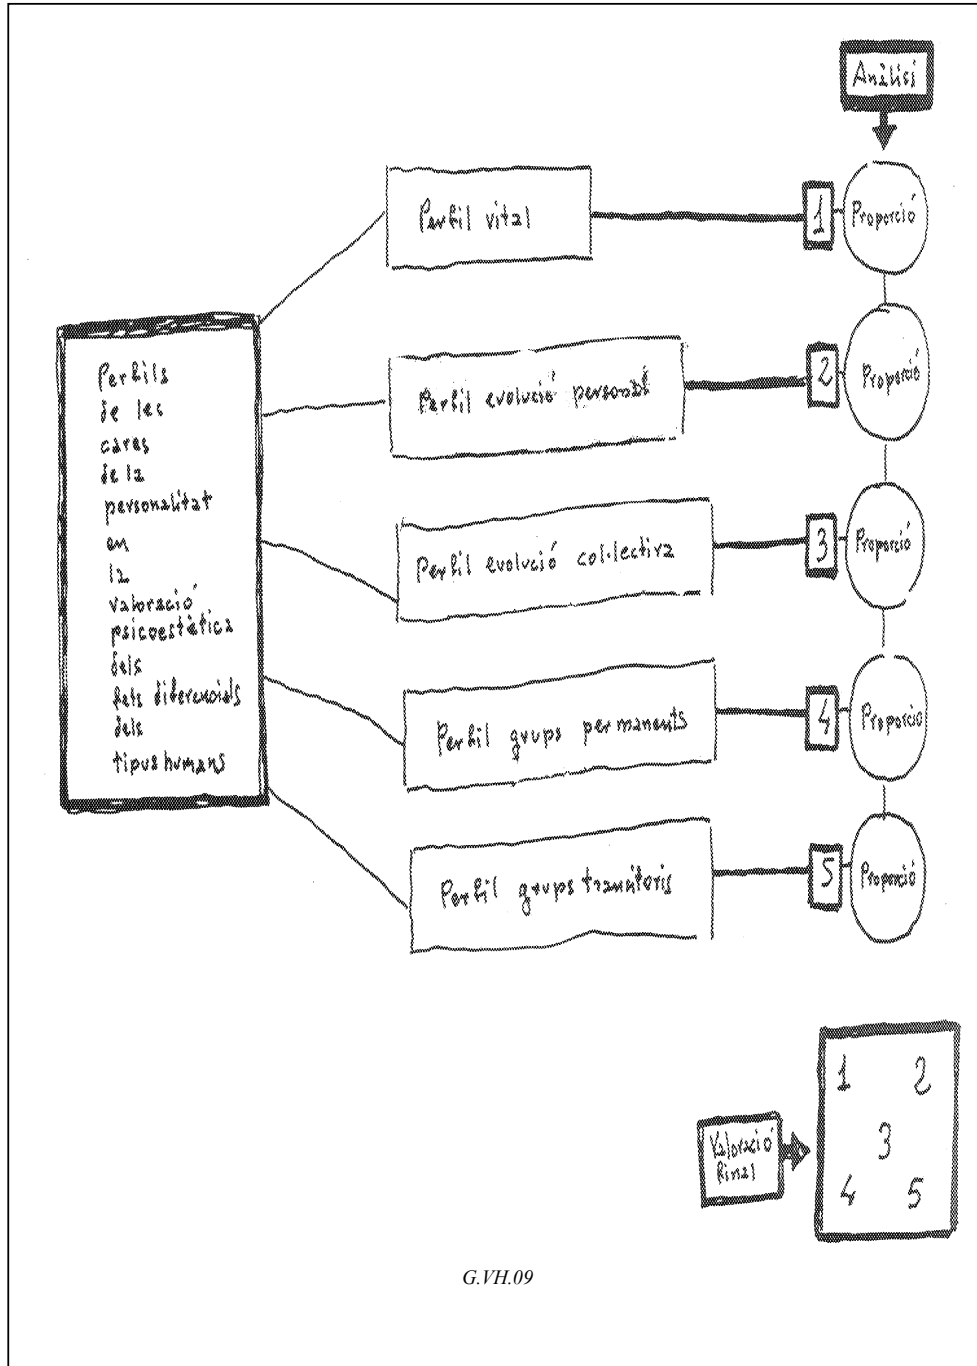 Anàlisi
Perfil vital
1
Proporció
Perfil evolució personal
2
Proporció
Perfils
de les
cares
de la
personalitat
en
la
valoració
psicoestàtica
dels
fets diferencials
dels
tipus humans
Perfil evolució col·lectiva
3
Proporció
Perfil grups permanents
4
Proporció
Perfil grups transitoris
5
Proporció
1 2
3
4 5
Valoració
final
G.VH.09